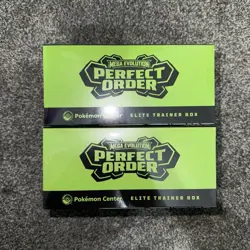 MEGA EVOLUTION
PERFECT
ORDER
Pokémon Center ELITE TRAINER BOX
MEGA EVOLUTION
PERFECT
ORDER
Pokémon Center ELITE TRAINER BOX